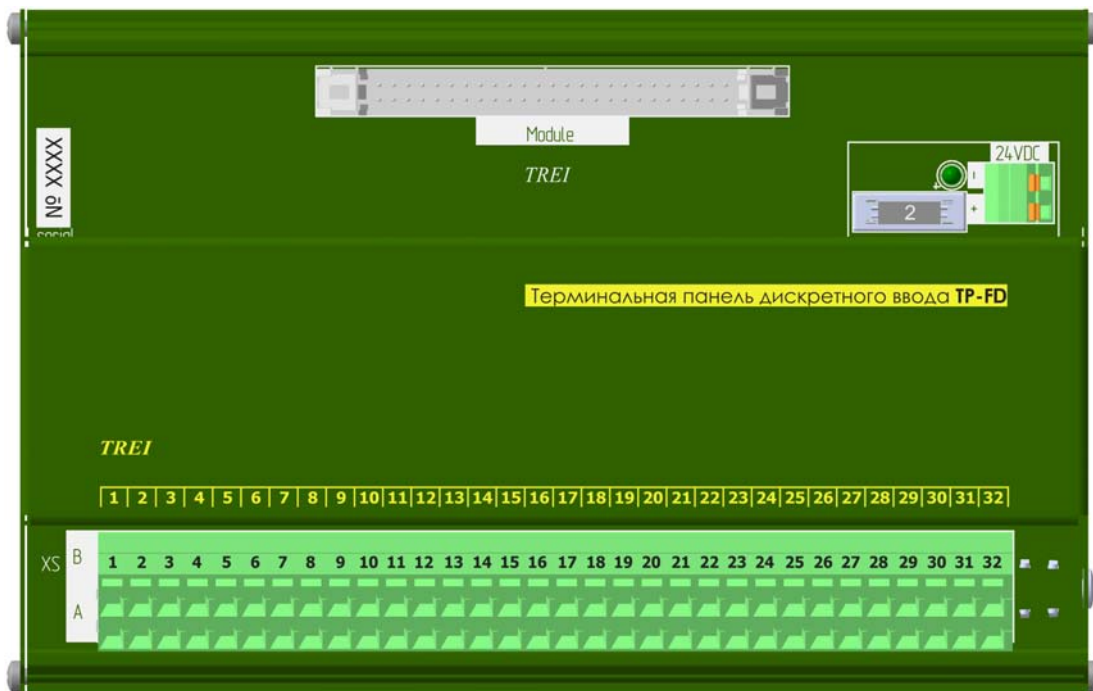 Module
TREI
№ XXXX
24VDC
-
+
+
2
Терминальная панель дискретного ввода TP-FD
TREI
1 2 3 4 5 6 7 8 9 10 11 12 13 14 15 16 17 18 19 20 21 22 23 24 25 26 27 28 29 30 31 32
XS
B
1 2 3 4 5 6 7 8 9 10 11 12 13 14 15 16 17 18 19 20 21 22 23 24 25 26 27 28 29 30 31 32
A